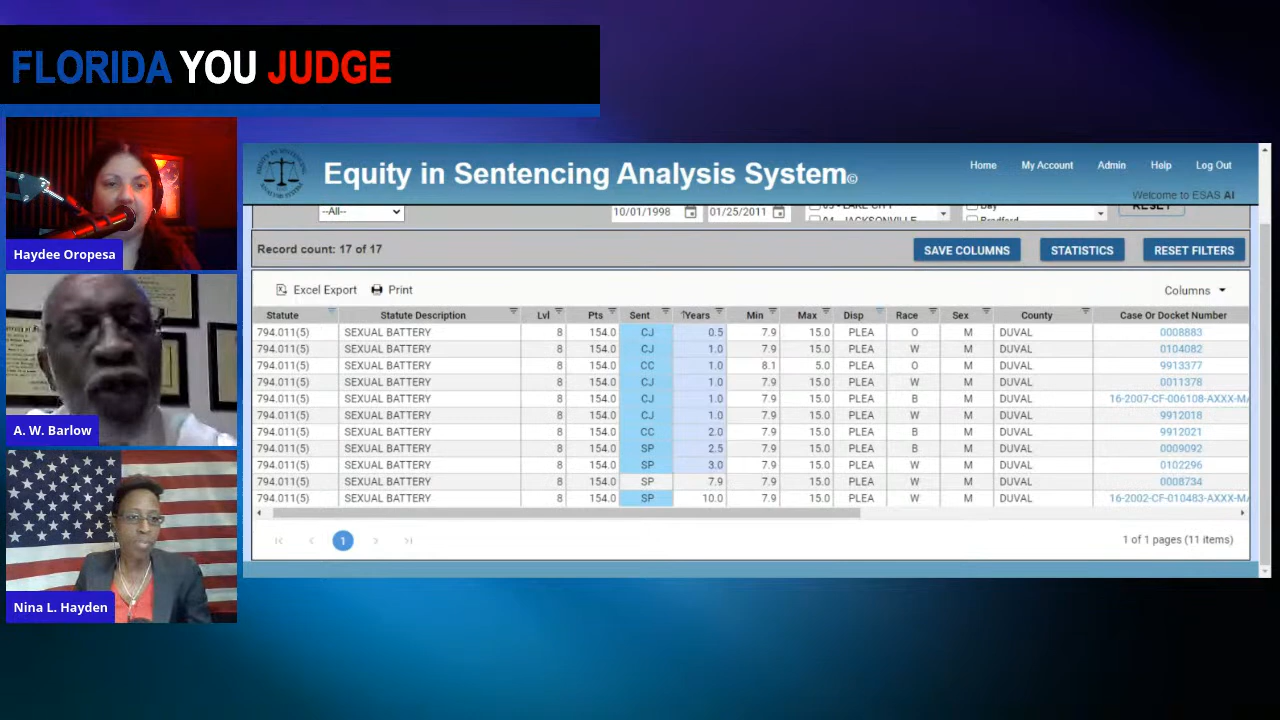 FLORIDA YOU JUDGE
Equity in Sentencing Analysis System©
Home My Account Admin Help Log Out
Welcome to ESAS AI
--All-- 10/01/1998 01/25/2011 JACKSONVILLE Bradford RESET
Record count: 17 of 17 SAVE COLUMNS STATISTICS RESET FILTERS
Excel Export Print Columns
Statute Statute Description Lvl Pts Sent Years Min Max Disp Race Sex County Case Or Docket Number
794.011(5) SEXUAL BATTERY 8 154.0 CJ 0.5 7.9 15.0 PLEA O M DUVAL 0008883
794.011(5) SEXUAL BATTERY 8 154.0 CJ 1.0 7.9 15.0 PLEA W M DUVAL 0104082
794.011(5) SEXUAL BATTERY 8 154.0 CC 1.0 8.1 5.0 PLEA O M DUVAL 9913377
794.011(5) SEXUAL BATTERY 8 154.0 CJ 1.0 7.9 15.0 PLEA W M DUVAL 0011378
794.011(5) SEXUAL BATTERY 8 154.0 CJ 1.0 7.9 15.0 PLEA B M DUVAL 16-2007-CF-006108-AXXX-MA
794.011(5) SEXUAL BATTERY 8 154.0 CJ 1.0 7.9 15.0 PLEA W M DUVAL 9912018
794.011(5) SEXUAL BATTERY 8 154.0 CC 2.0 7.9 15.0 PLEA B M DUVAL 9912021
794.011(5) SEXUAL BATTERY 8 154.0 SP 2.5 7.9 15.0 PLEA B M DUVAL 0009092
794.011(5) SEXUAL BATTERY 8 154.0 SP 3.0 7.9 15.0 PLEA W M DUVAL 0102296
794.011(5) SEXUAL BATTERY 8 154.0 SP 7.9 7.9 15.0 PLEA W M DUVAL 0008734
794.011(5) SEXUAL BATTERY 8 154.0 SP 10.0 7.9 15.0 PLEA W M DUVAL 16-2002-CF-010483-AXXX-MA
1 1 of 1 pages (11 items)
Haydee Oropesa
A. W. Barlow
Nina L. Hayden